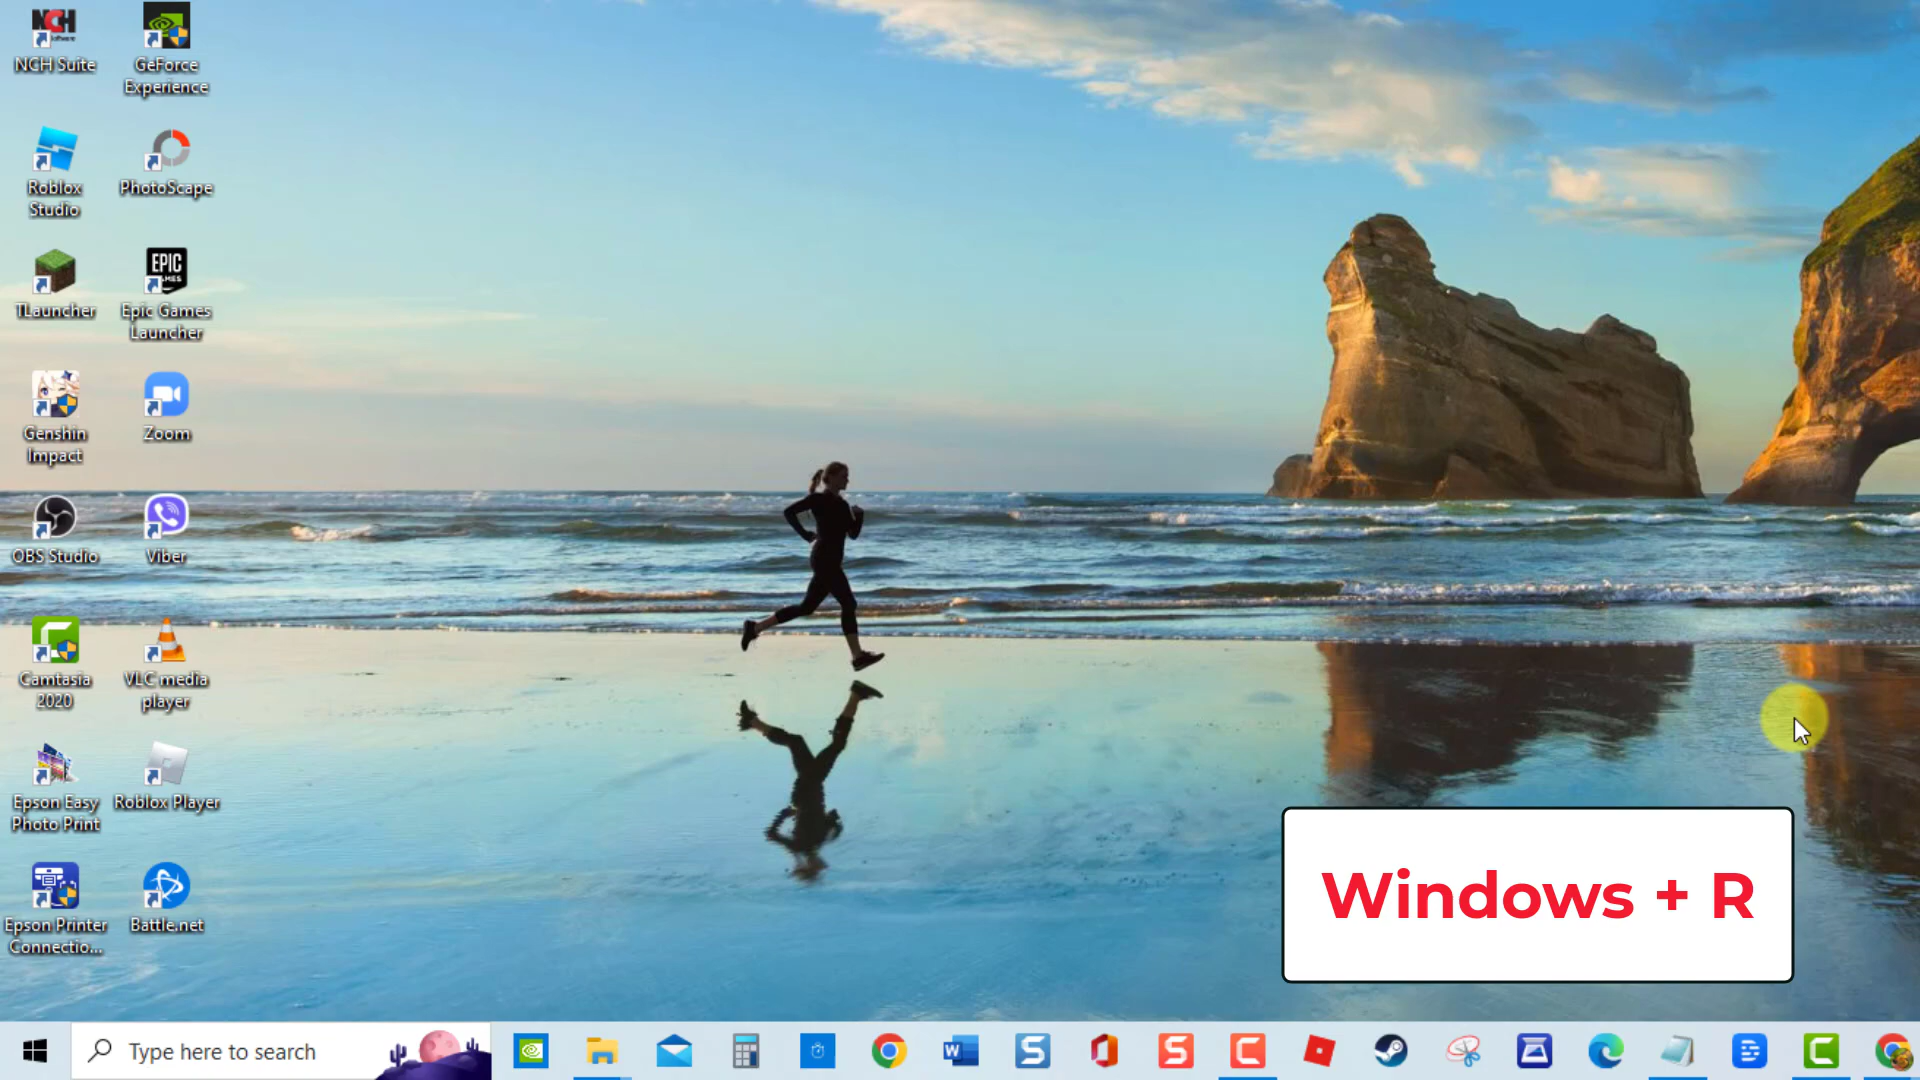 NCH Suite
GeForce
Experience
Roblox
Studio
PhotoScape
TLauncher
EPIC
Epic Games
Launcher
Genshin
Impact
Zoom
OBS Studio
Viber
Camtasia
2020
VLC media
player
Epson Easy
Photo Print
Roblox Player
Epson Printer
Connectio...
Battle.net
Windows + R
Type here to search